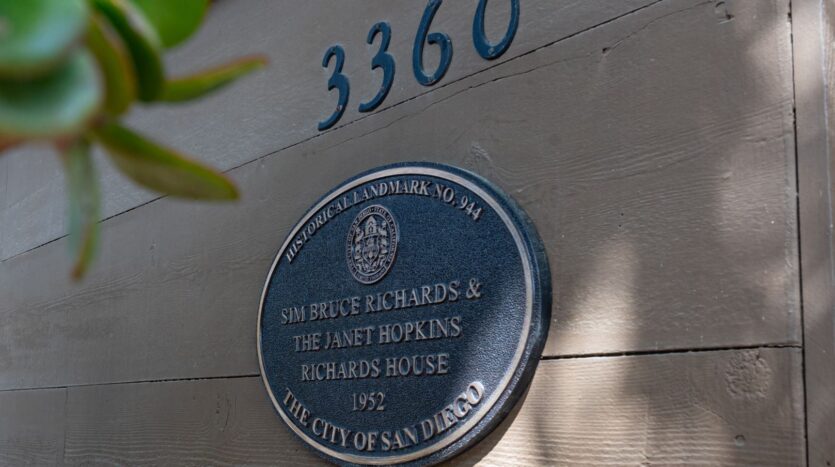 3360
HISTORICAL LANDMARK NO. 944
SIM BRUCE RICHARDS &
THE JANET HOPKINS
RICHARDS HOUSE
1952
THE CITY OF SAN DIEGO